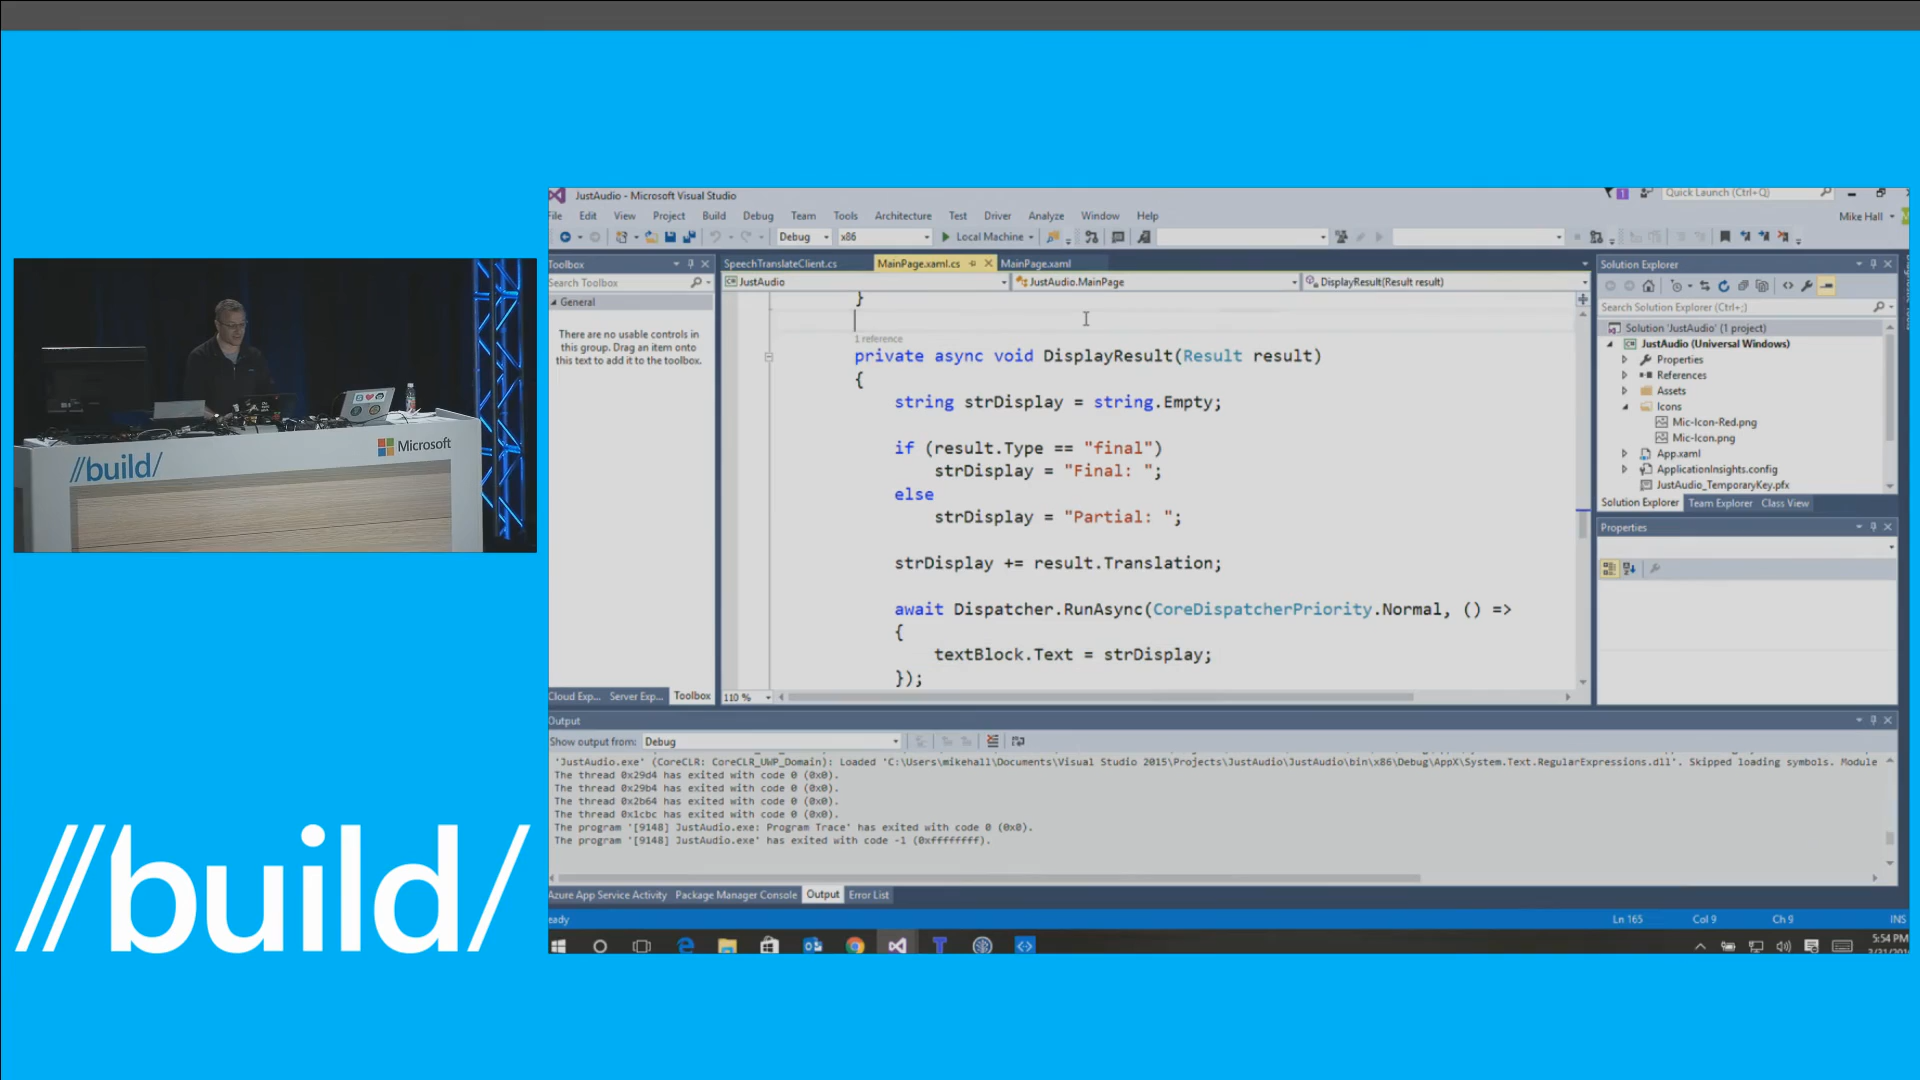 JustAudio - Microsoft Visual Studio
1
Quick Launch (Ctrl+Q)
File Edit View Project Build Debug Team Tools Architecture Test Driver Analyze Window Help
Mike Hall
Debug x86 Local Machine
Toolbox
Search Toolbox
General
There are no usable controls in
this group. Drag an item onto
this text to add it to the toolbox.
Cloud Exp... Server Exp... Toolbox
SpeechTranslateClient.cs MainPage.xaml.cs MainPage.xaml
JustAudio JustAudio.MainPage DisplayResult(Result result)
}
1 reference
private async void DisplayResult(Result result)
{
string strDisplay = string.Empty;
if (result.Type == "final")
strDisplay = "Final: ";
else
strDisplay = "Partial: ";
strDisplay += result.Translation;
await Dispatcher.RunAsync(CoreDispatcherPriority.Normal, () =>
{
textBlock.Text = strDisplay;
});
110 %
Solution Explorer
Search Solution Explorer (Ctrl+;)
Solution 'JustAudio' (1 project)
JustAudio (Universal Windows)
Properties
References
Assets
Icons
Mic-Icon-Red.png
Mic-Icon.png
App.xaml
ApplicationInsights.config
JustAudio_TemporaryKey.pfx
Solution Explorer Team Explorer Class View
Properties
Output
Show output from: Debug
'JustAudio.exe' (CoreCLR: CoreCLR_UWP_Domain): Loaded 'C:\Users\mikehall\Documents\Visual Studio 2015\Projects\JustAudio\JustAudio\bin\x86\Debug\AppX\System.Text.RegularExpressions.dll'. Skipped loading symbols. Module
The thread 0x29d4 has exited with code 0 (0x0).
The thread 0x29b4 has exited with code 0 (0x0).
The thread 0x2b64 has exited with code 0 (0x0).
The thread 0x1cbc has exited with code 0 (0x0).
The program '[9148] JustAudio.exe: Program Trace' has exited with code 0 (0x0).
The program '[9148] JustAudio.exe' has exited with code -1 (0xffffffff).
Azure App Service Activity Package Manager Console Output Error List
eady Ln 165 Col 9 Ch 9 INS
5:54 PM
//build/
Microsoft
//build/